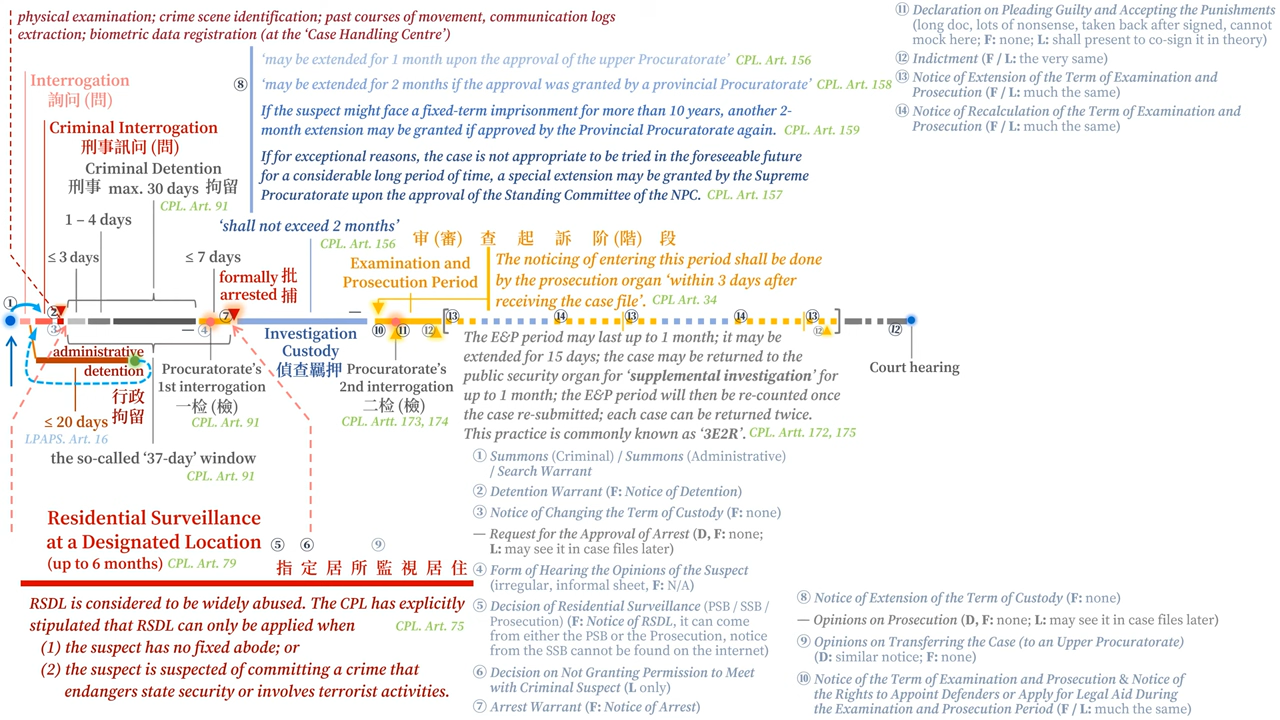 physical examination; crime scene identification; past courses of movement, communication logs
extraction; biometric data registration (at the ‘Case Handling Centre’)
Interrogation
詢问 (問)
Criminal Interrogation
刑事訊问 (問)
Criminal Detention
刑事 max. 30 days 拘留
CPL. Art. 91
1 – 4 days
≤ 3 days
≤ 7 days
⑧
‘may be extended for 1 month upon the approval of the upper Procuratorate’ CPL. Art. 156
‘may be extended for 2 months if the approval was granted by a provincial Procuratorate’ CPL. Art. 158
If the suspect might face a fixed-term imprisonment for more than 10 years, another 2-
month extension may be granted if approved by the Provincial Procuratorate again. CPL. Art. 159
If for exceptional reasons, the case is not appropriate to be tried in the foreseeable future
for a considerable long period of time, a special extension may be granted by the Supreme
Procuratorate upon the approval of the Standing Committee of the NPC. CPL. Art. 157
‘shall not exceed 2 months’
CPL. Art. 156
formally 批
arrested 捕
审 (審) 查 起 訴 阶 (階) 段
Examination and
Prosecution Period
The noticing of entering this period shall be done
by the prosecution organ ‘within 3 days after
receiving the case file’. CPL. Art. 34
①
②
③
— ④
⑦
—
⑩ ⑪ ⑫
⑬ ⑭ ⑬ ⑭ ⑬
⑫
⑫
Court hearing
administrative
detention
行政
拘留
≤ 20 days
LPAPS. Art. 16
Procuratorate’s
1st interrogation
一检 (檢)
CPL. Art. 91
the so-called ‘37-day’ window
CPL. Art. 91
Investigation
Custody
偵查羈押
Procuratorate’s
2nd interrogation
二检 (檢)
CPL. Artt. 173, 174
The E&P period may last up to 1 month; it may be
extended for 15 days; the case may be returned to the
public security organ for ‘supplemental investigation’ for
up to 1 month; the E&P period will then be re-counted once
the case re-submitted; each case can be returned twice.
This practice is commonly known as ‘3E2R’. CPL. Artt. 172, 175
Residential Surveillance
at a Designated Location
(up to 6 months) CPL. Art. 79
⑤ ⑥ ⑨
指 定 居 所 監 視 居 住
RSDL is considered to be widely abused. The CPL has explicitly
stipulated that RSDL can only be applied when CPL. Art. 75
(1) the suspect has no fixed abode; or
(2) the suspect is suspected of committing a crime that
endangers state security or involves terrorist activities.
① Summons (Criminal) / Summons (Administrative)
/ Search Warrant
② Detention Warrant (F: Notice of Detention)
③ Notice of Changing the Term of Custody (F: none)
— Request for the Approval of Arrest (D, F: none;
L: may see it in case files later)
④ Form of Hearing the Opinions of the Suspect
(irregular, informal sheet, F: N/A)
⑤ Decision of Residential Surveillance (PSB / SSB /
Prosecution) (F: Notice of RSDL, it can come
from either the PSB or the Prosecution, notice
from the SSB cannot be found on the internet)
⑥ Decision on Not Granting Permission to Meet
with Criminal Suspect (L only)
⑦ Arrest Warrant (F: Notice of Arrest)
⑧ Notice of Extension of the Term of Custody (F: none)
— Opinions on Prosecution (D, F: none; L: may see it in case files later)
⑨ Opinions on Transferring the Case (to an Upper Procuratorate)
(D: similar notice; F: none)
⑩ Notice of the Term of Examination and Prosecution & Notice of
the Rights to Appoint Defenders or Apply for Legal Aid During
the Examination and Prosecution Period (F / L: much the same)
⑪ Declaration on Pleading Guilty and Accepting the Punishments
(long doc, lots of nonsense, taken back after signed, cannot
mock here; F: none; L: shall present to co-sign it in theory)
⑫ Indictment (F / L: the very same)
⑬ Notice of Extension of the Term of Examination and
Prosecution (F / L: much the same)
⑭ Notice of Recalculation of the Term of Examination and
Prosecution (F / L: much the same)